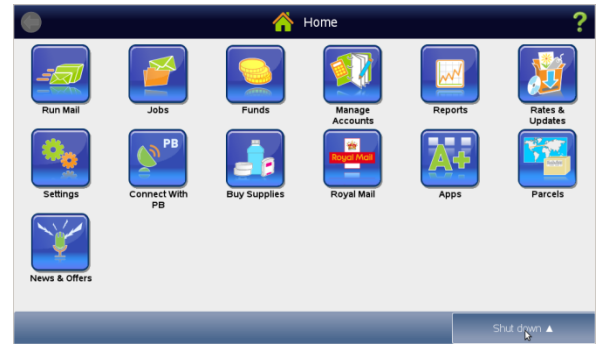 Home
?
Run Mail
Jobs
Funds
Manage
Accounts
Reports
Rates &
Updates
Settings
PB
Connect With
PB
Buy Supplies
Royal Mail
Royal Mail
A+
Apps
Parcels
News & Offers
Shut down ▲